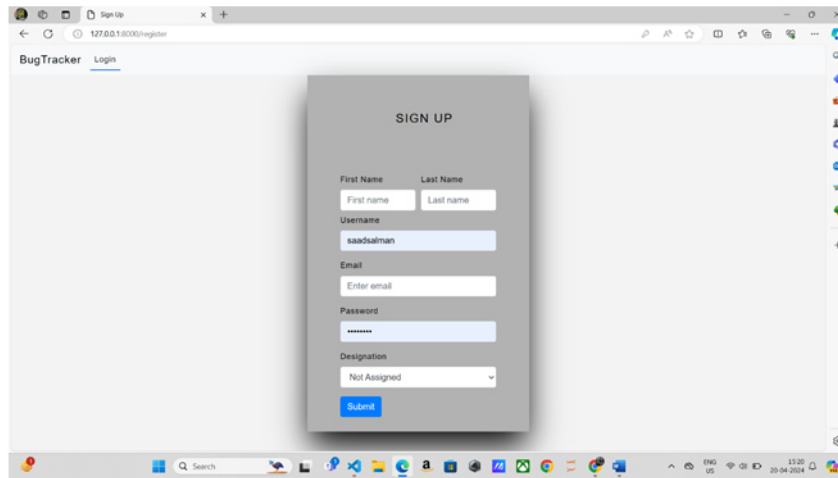 Sign Up
127.0.0.1:8000/register
BugTracker Login
SIGN UP
First Name Last Name
First name Last name
Username
saadsalman
Email
Enter email
Password
••••••••
Designation
Not Assigned
Submit
Search
ENG
US
15:20
20-04-2024